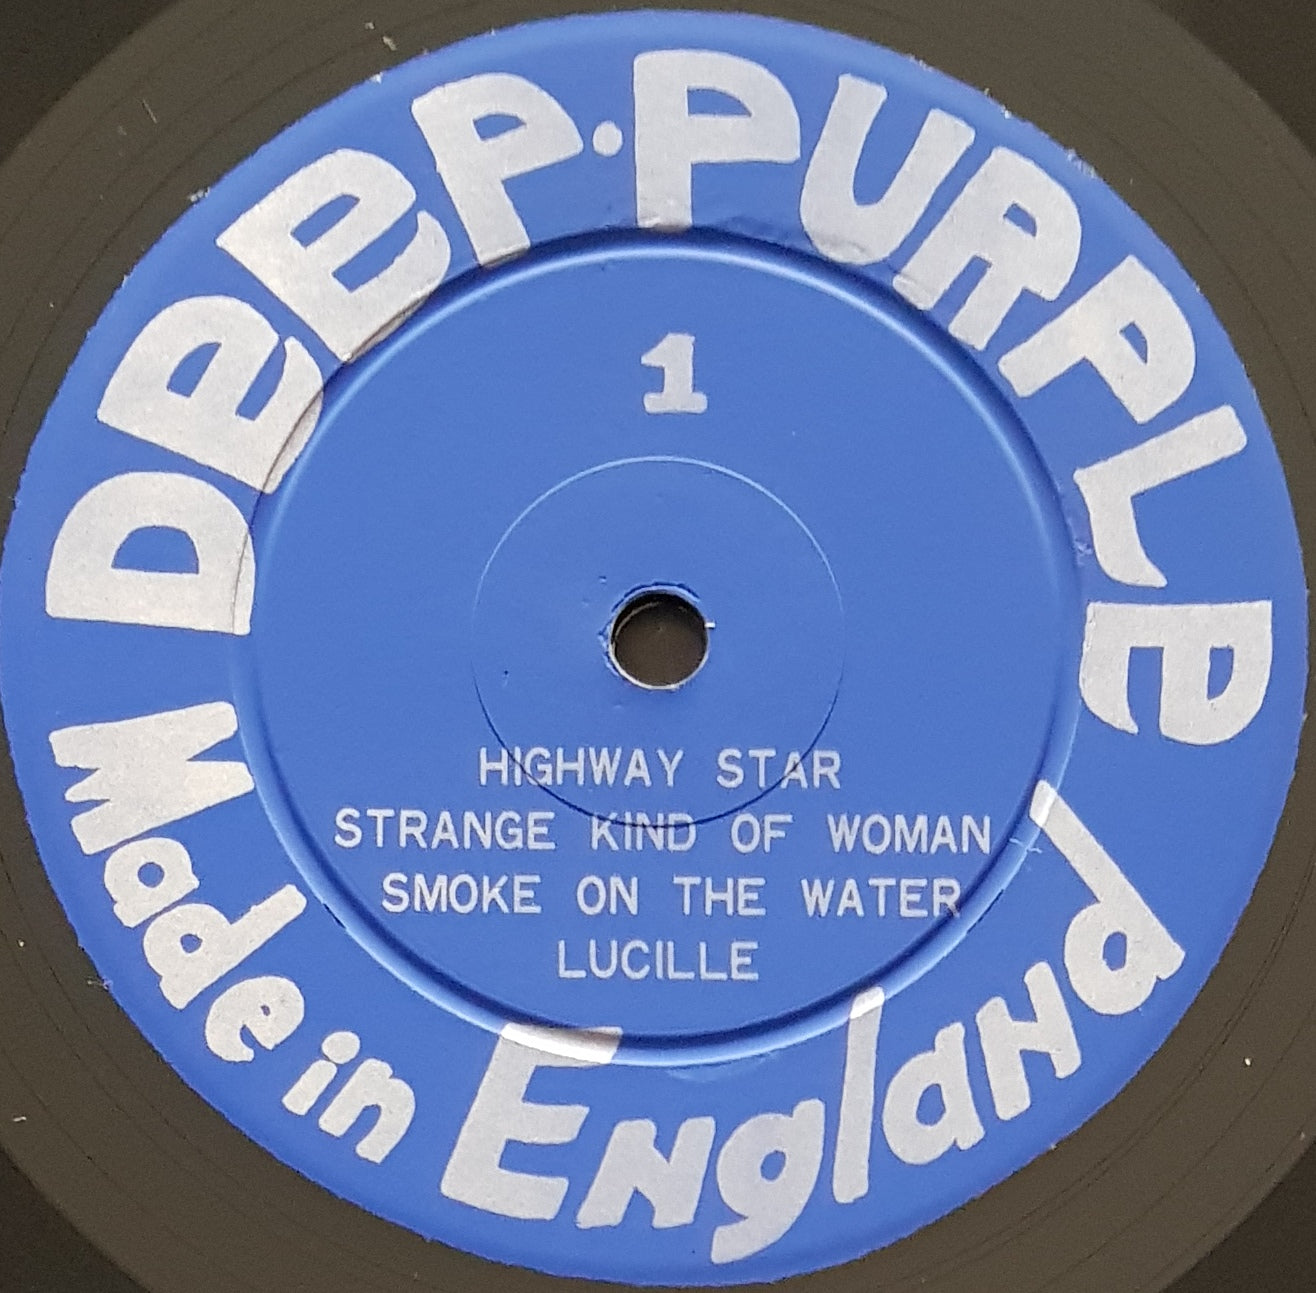 DEEP·PURPLE
1
HIGHWAY STAR
STRANGE KIND OF WOMAN
SMOKE ON THE WATER
LUCILLE
Made in England